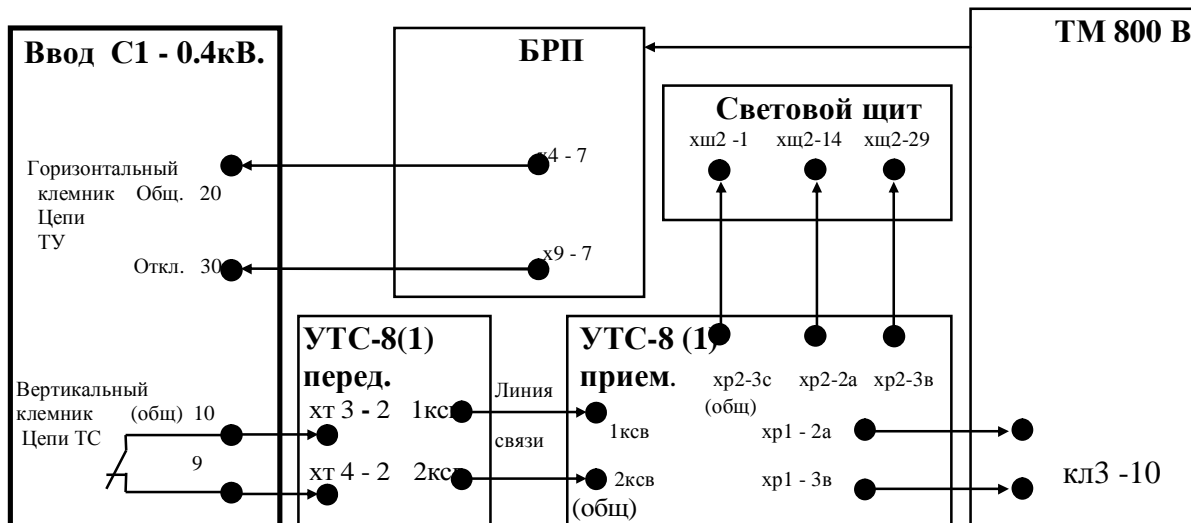 Ввод С1 - 0.4кВ.
БРП
ТМ 800 В
Световой щит
хш2 -1 хщ2-14 хщ2-29
Горизонтальный
клемник Общ. 20
Цепи
ТУ
Откл. 30
х4 - 7
х9 - 7
УТС-8(1)
перед.
хт 3 - 2 1ксв
хт 4 - 2 2ксв
Линия
связи
УТС-8 (1)
прием.
хр2-3с хр2-2а хр2-3в
(общ)
1ксв
2ксв
(общ)
хр1 - 2а
хр1 - 3в
кл3 -10
Вертикальный
клемник (общ) 10
Цепи ТС
9